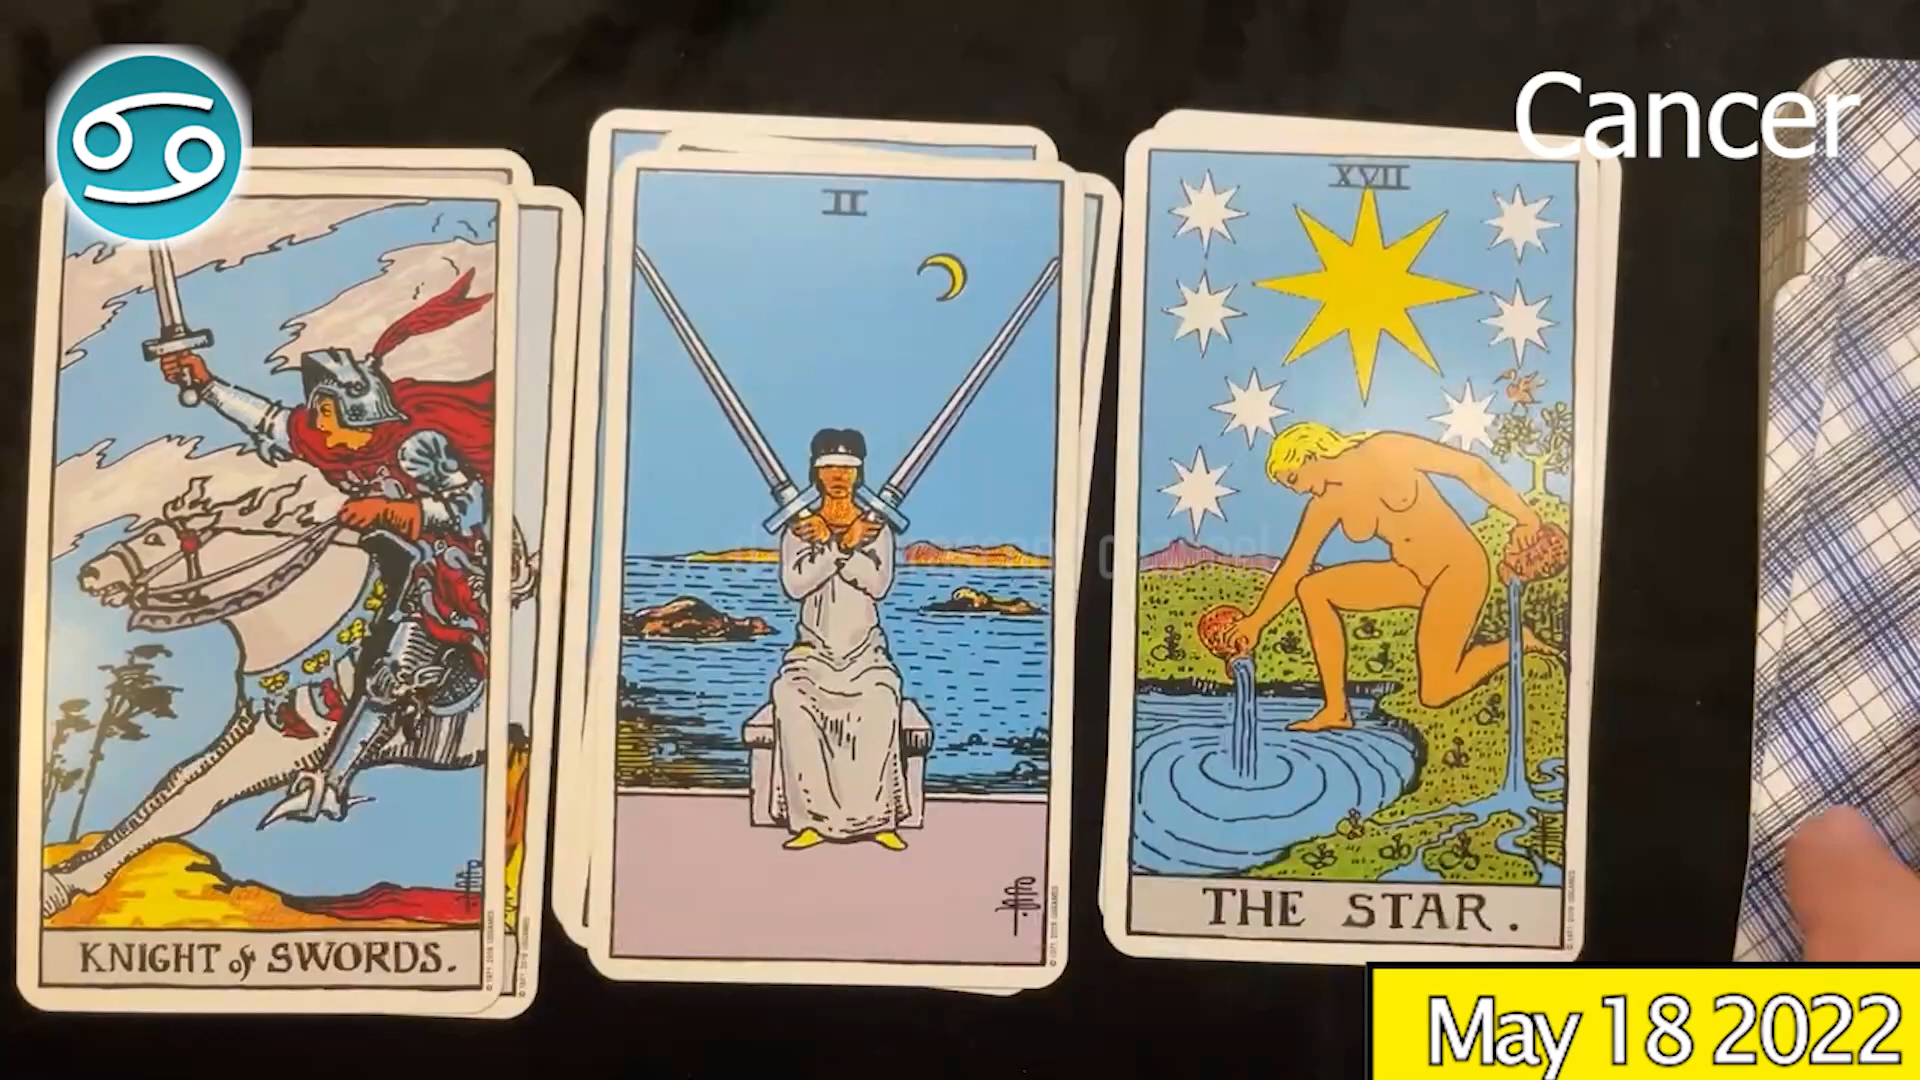 Cancer
II
XVII
KNIGHT of SWORDS.
THE STAR.
May 18 2022